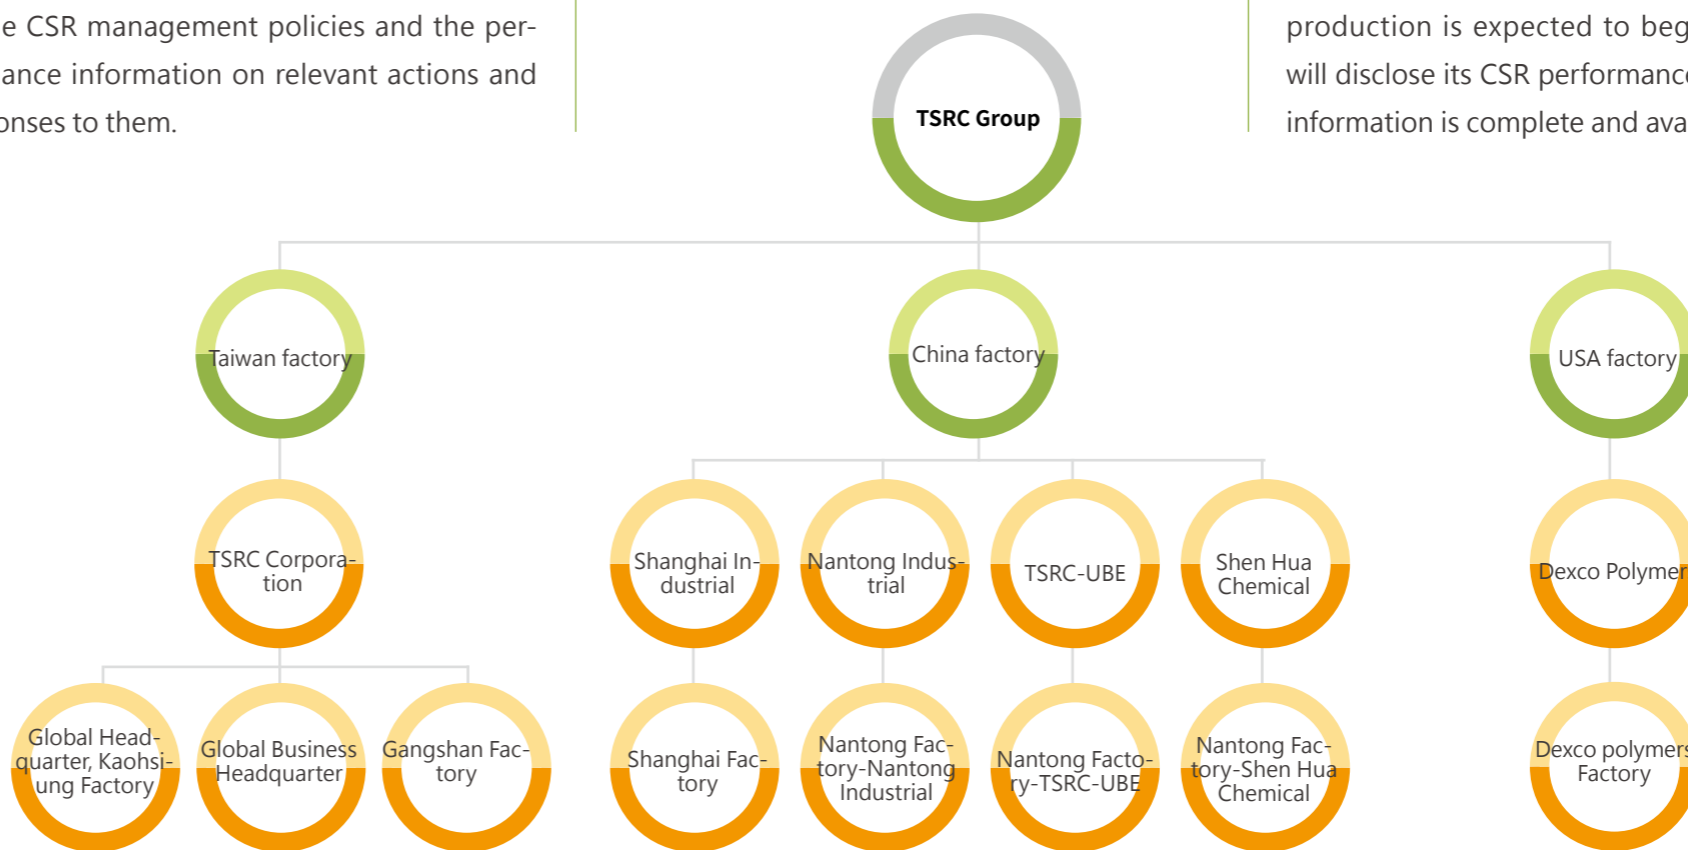 e CSR management policies and the per-
ance information on relevant actions and
onses to them.
production is expected to beg
will disclose its CSR performance
information is complete and ava
TSRC Group
Taiwan factory
China factory
USA factory
TSRC Corpora-
tion
Shanghai In-
dustrial
Nantong Indus-
trial
TSRC-UBE
Shen Hua
Chemical
Dexco Polymer
Global Head-
quarter, Kaohsi-
ung Factory
Global Business
Headquarter
Gangshan Fac-
tory
Shanghai Fac-
tory
Nantong Fac-
tory-Nantong
Industrial
Nantong Facto-
ry-TSRC-UBE
Nantong Fac-
tory-Shen Hua
Chemical
Dexco polymers
Factory